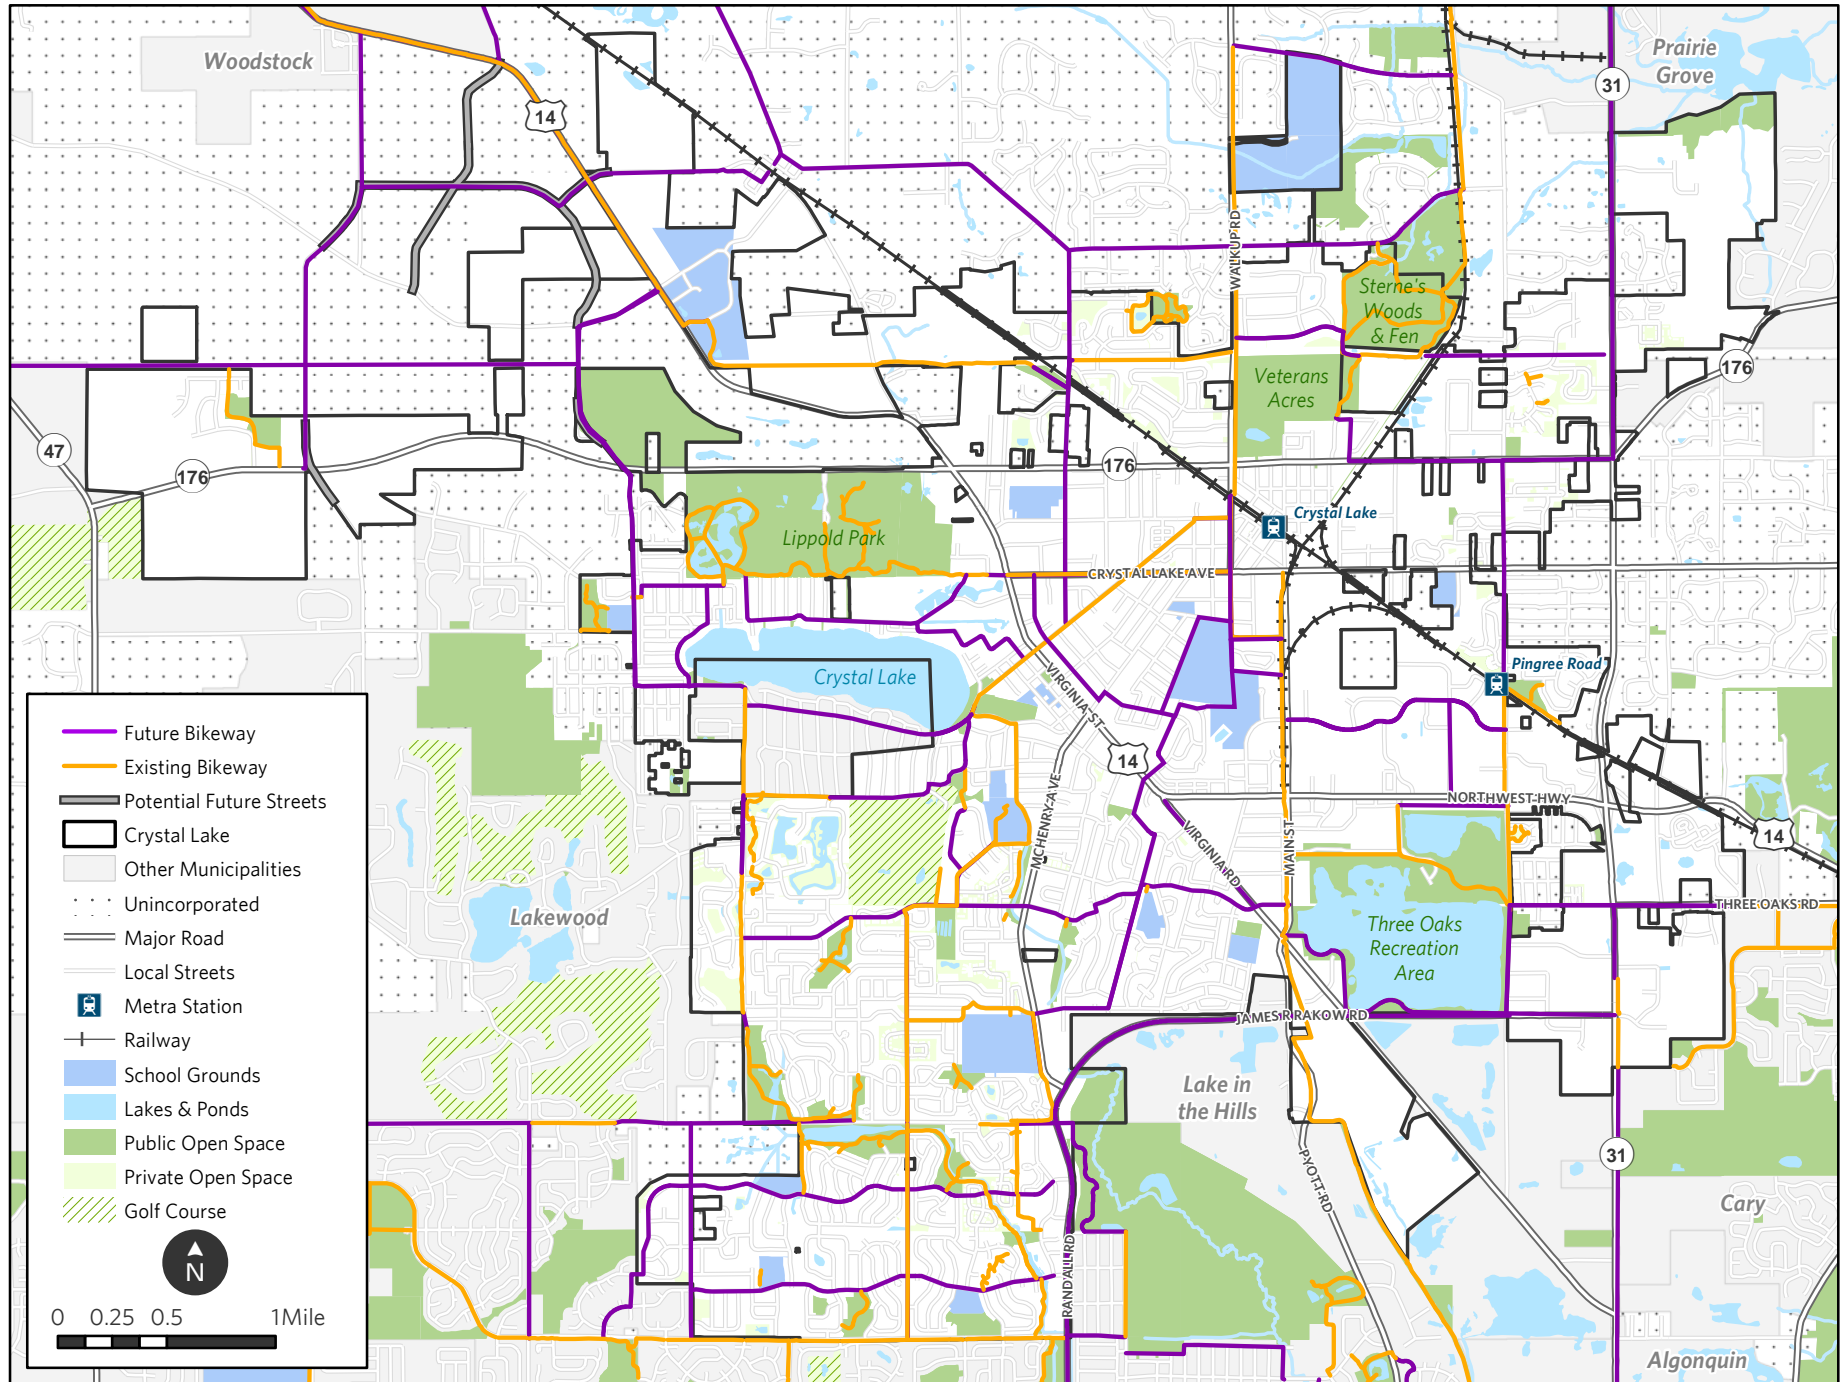 Woodstock
Prairie
Grove
31
14
WALKUP RD
Sterne's
Woods
& Fen
176
Veterans
Acres
47
176
176
Crystal Lake
Lippold Park
CRYSTAL LAKE AVE
Pingree Road
Crystal Lake
VIRGINIA ST
14
MCHENRY AVE
NORTHWEST HWY
14
VIRGINIA RD
MAIN ST
THREE OAKS RD
Lakewood
Three Oaks
Recreation
Area
JAMES R RAKOW RD
Lake in
the Hills
31
PYOTT RD
Cary
RANDALL RD
Algonquin
Future Bikeway
Existing Bikeway
Potential Future Streets
Crystal Lake
Other Municipalities
Unincorporated
Major Road
Local Streets
Metra Station
Railway
School Grounds
Lakes & Ponds
Public Open Space
Private Open Space
Golf Course
N
0 0.25 0.5 1Mile